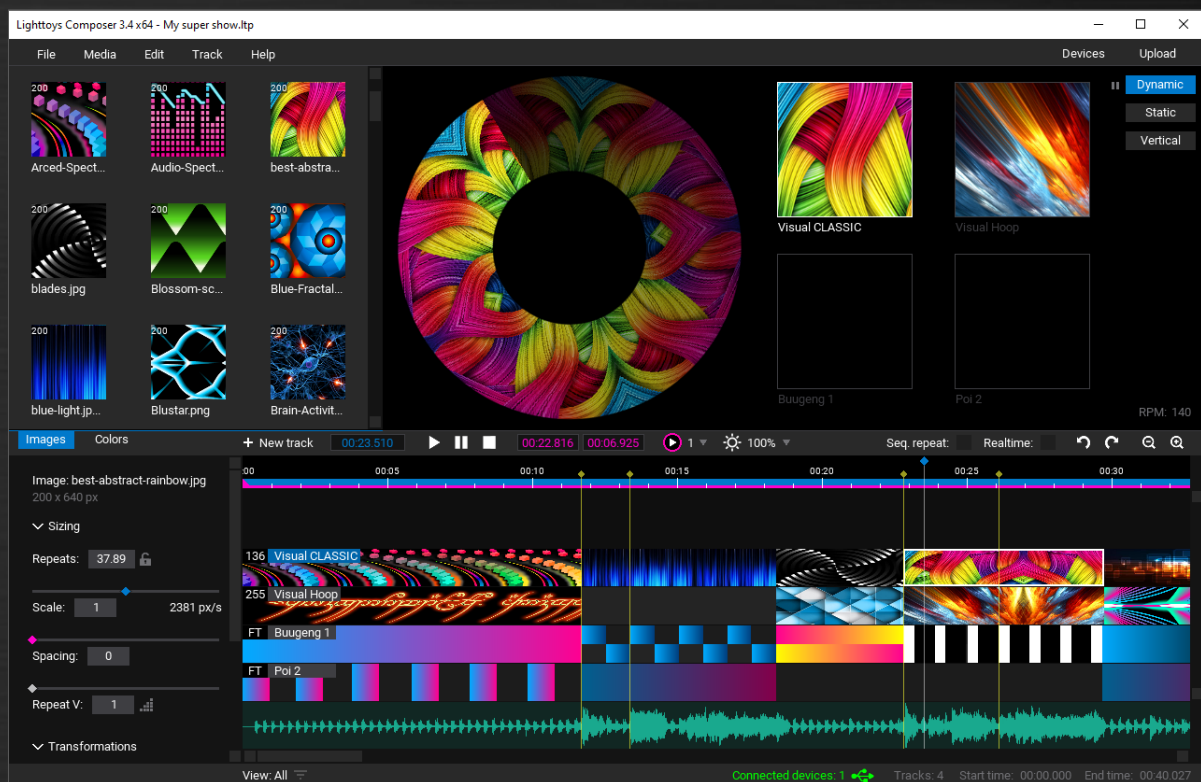 Lighttoys Composer 3.4 x64 - My super show.ltp
File Media Edit Track Help Devices Upload
200 200 200
Arced-Spect... Audio-Spect... best-abstra...
200 200 200
blades.jpg Blossom-sc... Blue-Fractal...
200 200 200
blue-light.jp... Blustar.png Brain-Activit...
Visual CLASSIC Visual Hoop
Buugeng 1 Poi 2
Dynamic
Static
Vertical
RPM: 140
Images Colors
+ New track 00:23.510 00:22.816 00:06.925 1 100% Seq. repeat: Realtime:
Image: best-abstract-rainbow.jpg
200 x 640 px
Sizing
Repeats: 37.89
Scale: 1 2381 px/s
Spacing: 0
Repeat V: 1
Transformations
:00 00:05 00:10 00:15 00:20 00:25 00:30
136 Visual CLASSIC
255 Visual Hoop
FT Buugeng 1
FT Poi 2
View: All Connected devices: 1 Tracks: 4 Start time: 00:00.000 End time: 00:40.027